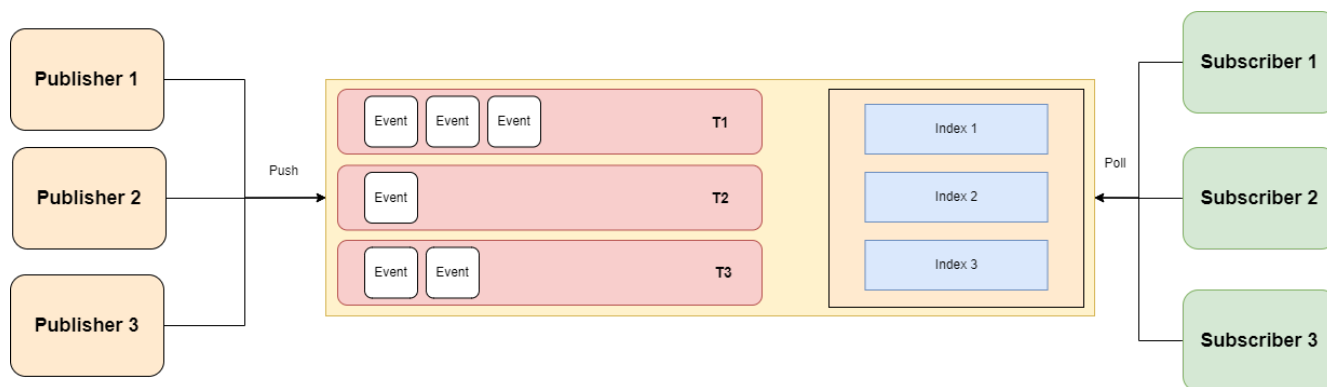 Publisher 1
Publisher 2
Publisher 3
Push
Event Event Event T1
Event T2
Event Event T3
Index 1
Index 2
Index 3
Poll
Subscriber 1
Subscriber 2
Subscriber 3